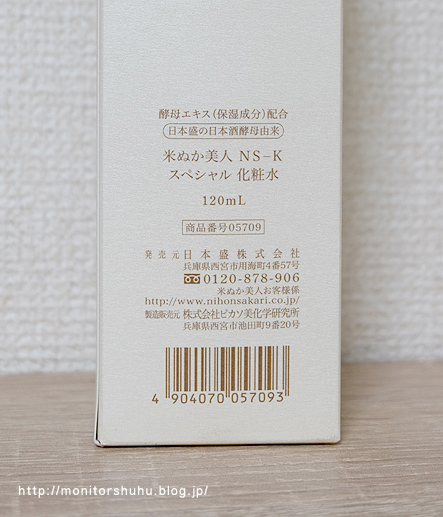 酵母エキス(保湿成分)配合
日本盛の日本酒酵母由来
米ぬか美人 NS-K
スペシャル 化粧水
120mL
商品番号05709
発売元 日本盛株式会社
兵庫県西宮市用海町4番57号
0120-878-906
米ぬか美人お客様係
http://www.nihonsakari.co.jp/
製造販売元 株式会社ピカソ美化学研究所
兵庫県西宮市池田町9番20号
4 904070 057093
http://monitorshuhu.blog.jp/